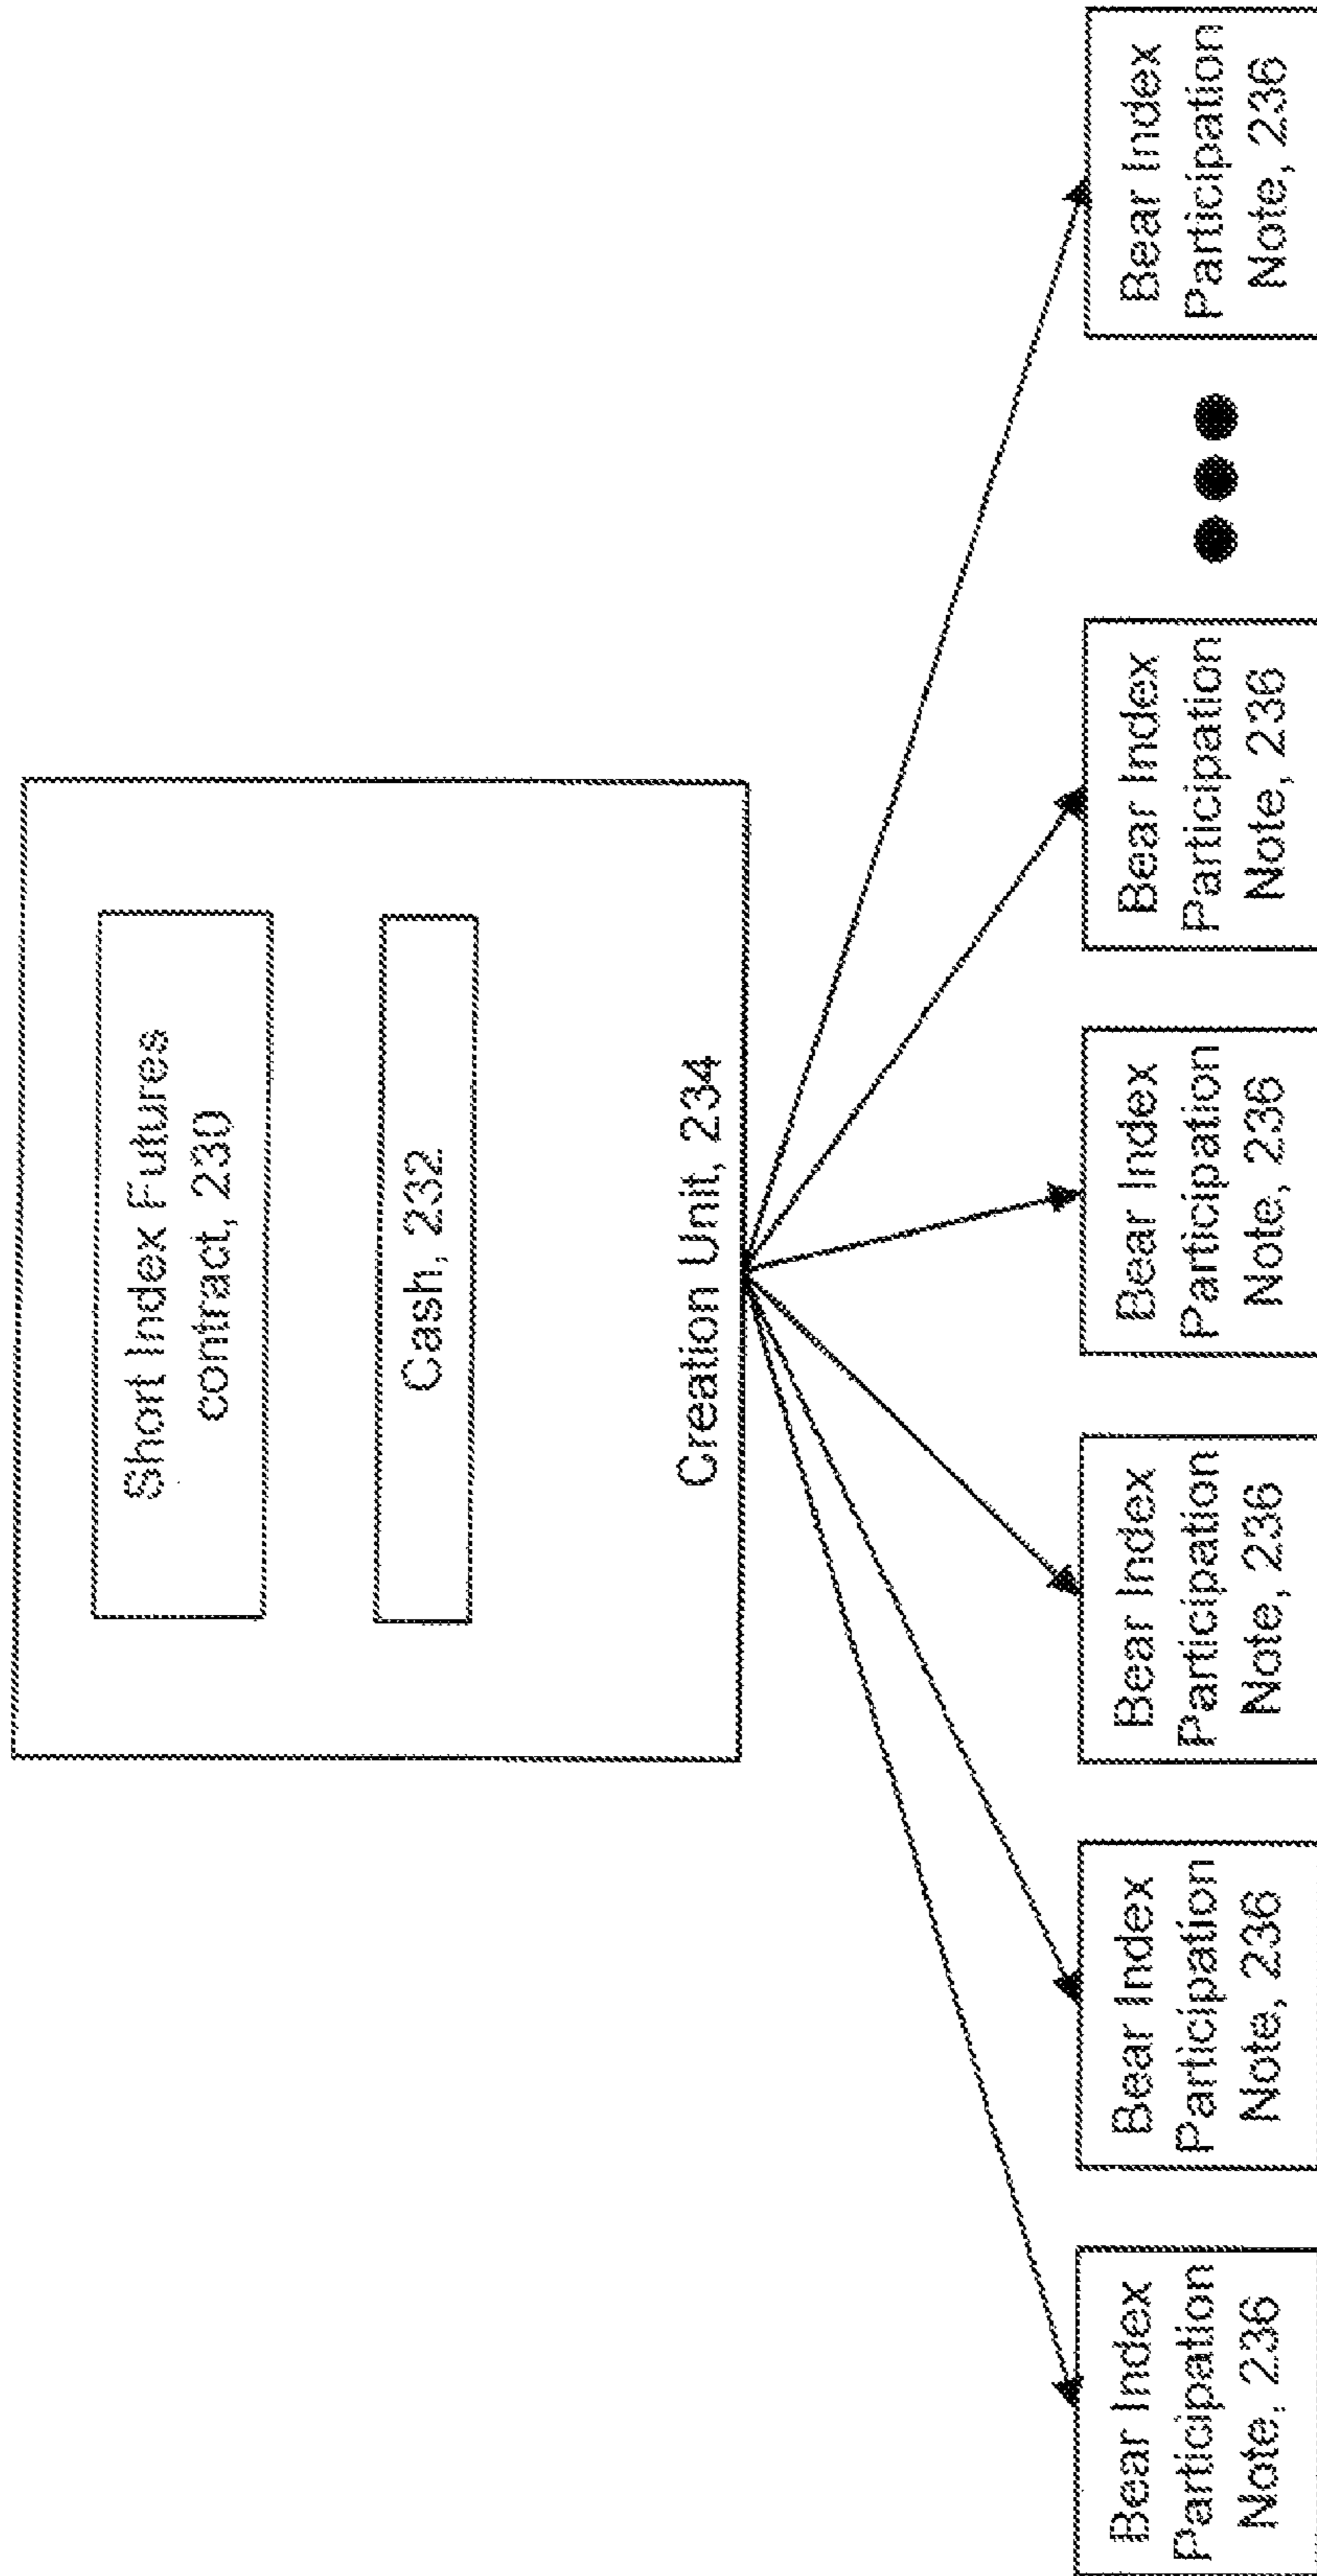 Short Index Futures
contract, 230
Cash, 232
Creation Unit, 234
Bear Index
Participation
Note, 236
Bear Index
Participation
Note, 236
Bear Index
Participation
Note, 236
Bear Index
Participation
Note, 236
Bear Index
Participation
Note, 236
Bear Index
Participation
Note, 236